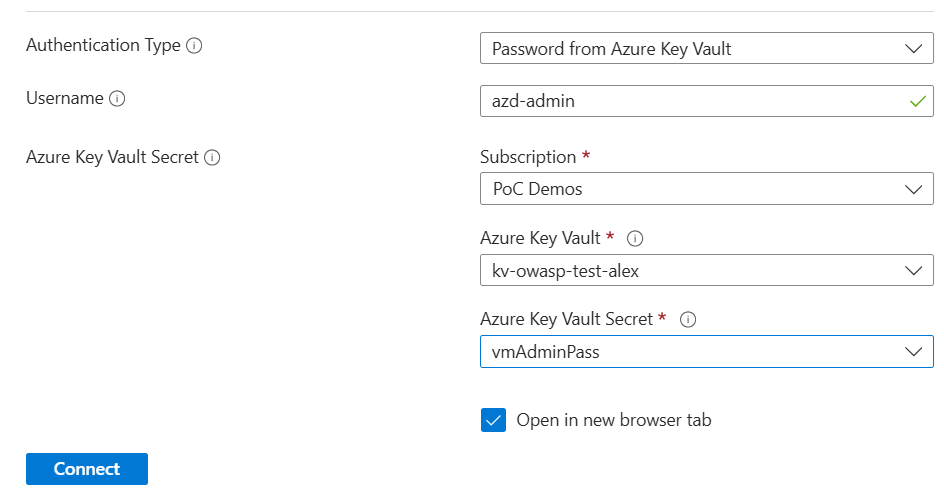 Authentication Type
Password from Azure Key Vault
Username
azd-admin
Azure Key Vault Secret
Subscription *
PoC Demos
Azure Key Vault *
kv-owasp-test-alex
Azure Key Vault Secret *
vmAdminPass
Open in new browser tab
Connect